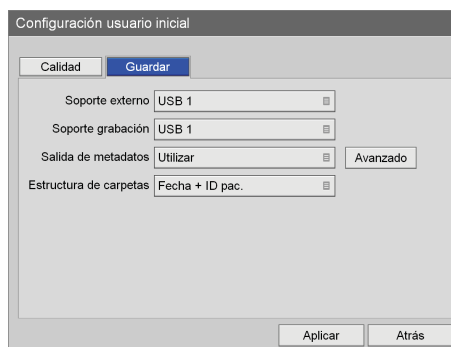 Configuración usuario inicial
Calidad Guardar
Soporte externo USB 1
Soporte grabación USB 1
Salida de metadatos Utilizar Avanzado
Estructura de carpetas Fecha + ID pac.
Aplicar Atrás